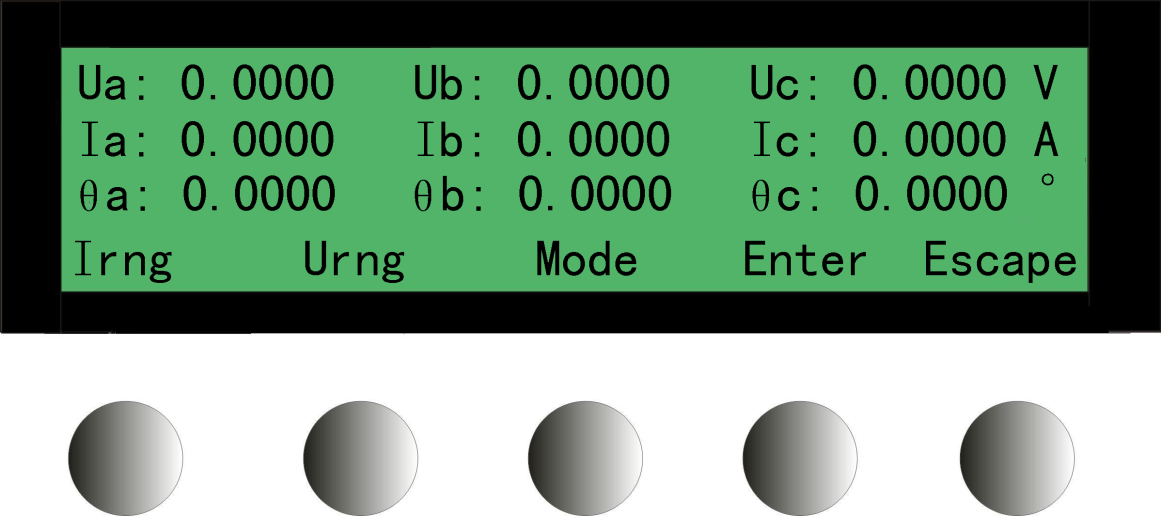 Ua: 0.0000 Ub: 0.0000 Uc: 0.0000 V
Ia: 0.0000 Ib: 0.0000 Ic: 0.0000 A
θa: 0.0000 θb: 0.0000 θc: 0.0000 °
Irng Urng Mode Enter Escape